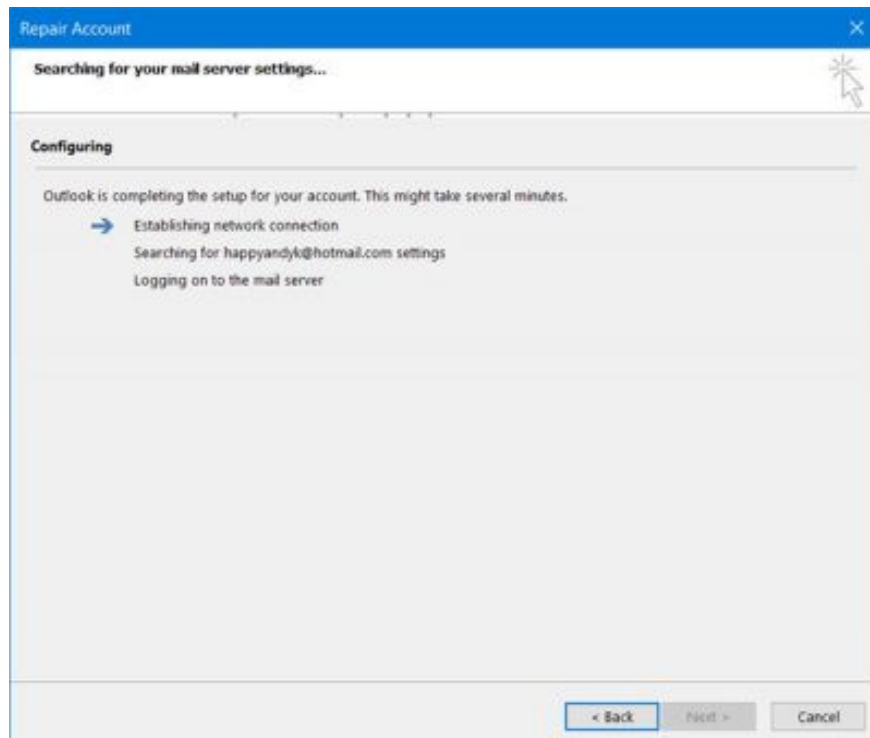 Repair Account
Searching for your mail server settings...
Configuring
Outlook is completing the setup for your account. This might take several minutes.
Establishing network connection
Searching for happyandyk@hotmail.com settings
Logging on to the mail server
< Back Next > Cancel